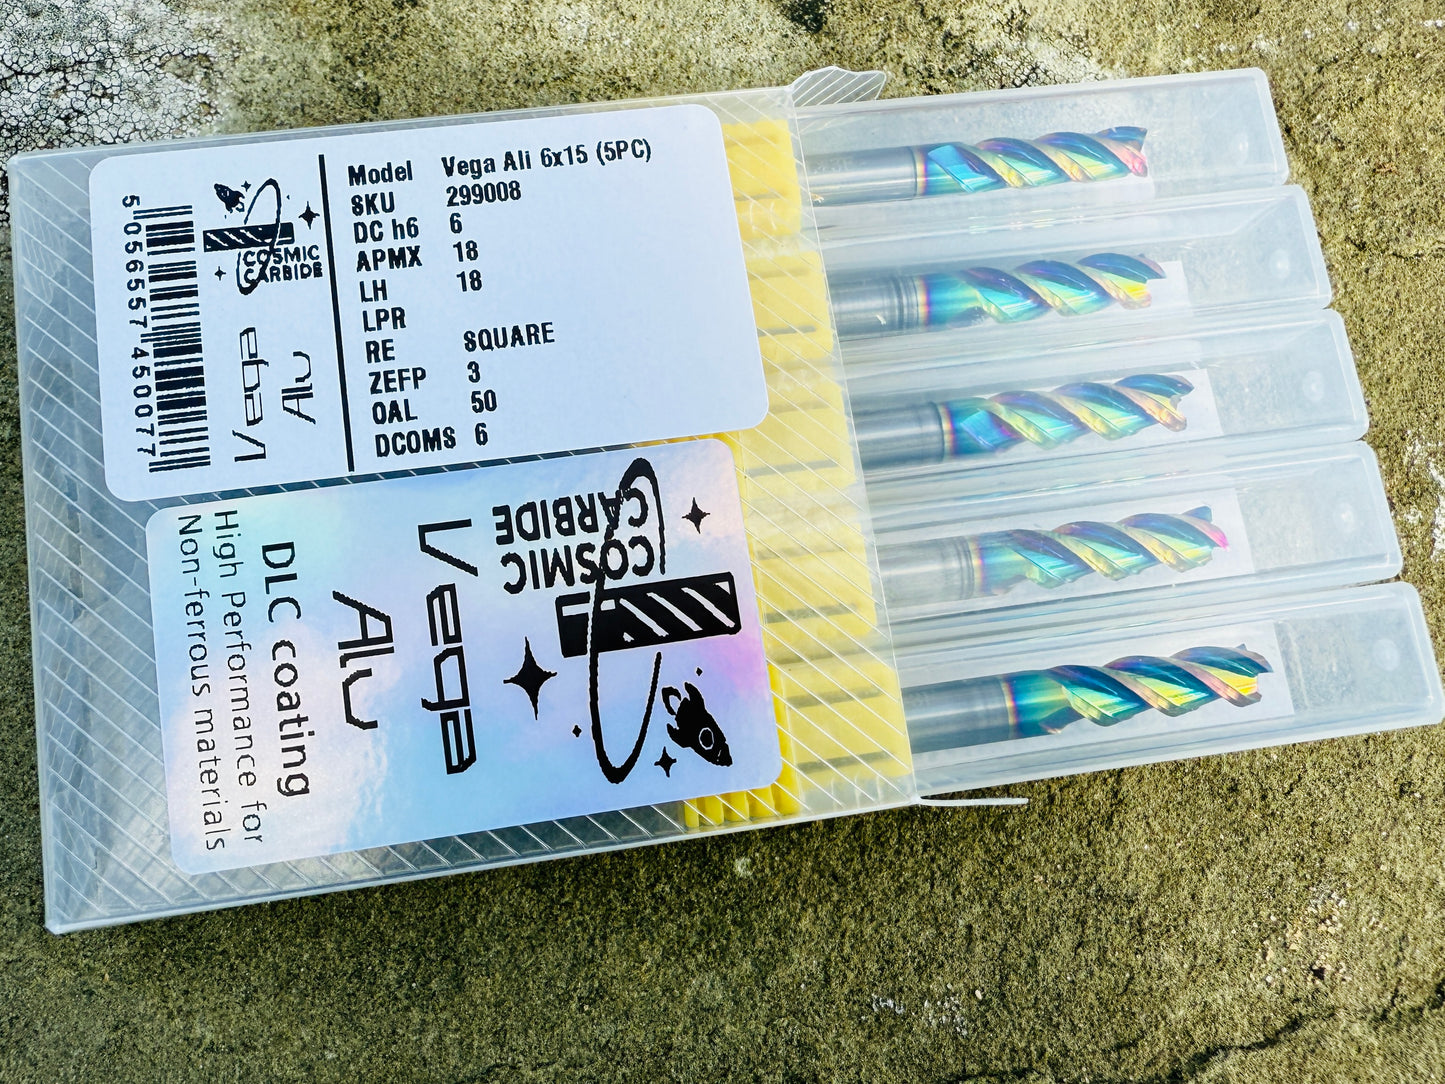 Model Vega Ali 6x15 (5PC)
SKU 299008
DC h6 6
APMX 18
LH 18
LPR
RE SQUARE
ZEFP 3
OAL 50
DCOMS 6
COSMIC
CARBIDE
Vega
Alu
5 056557 450077
COSMIC
CARBIDE
Vega
Alu
DLC coating
High Performance for
Non-ferrous materials